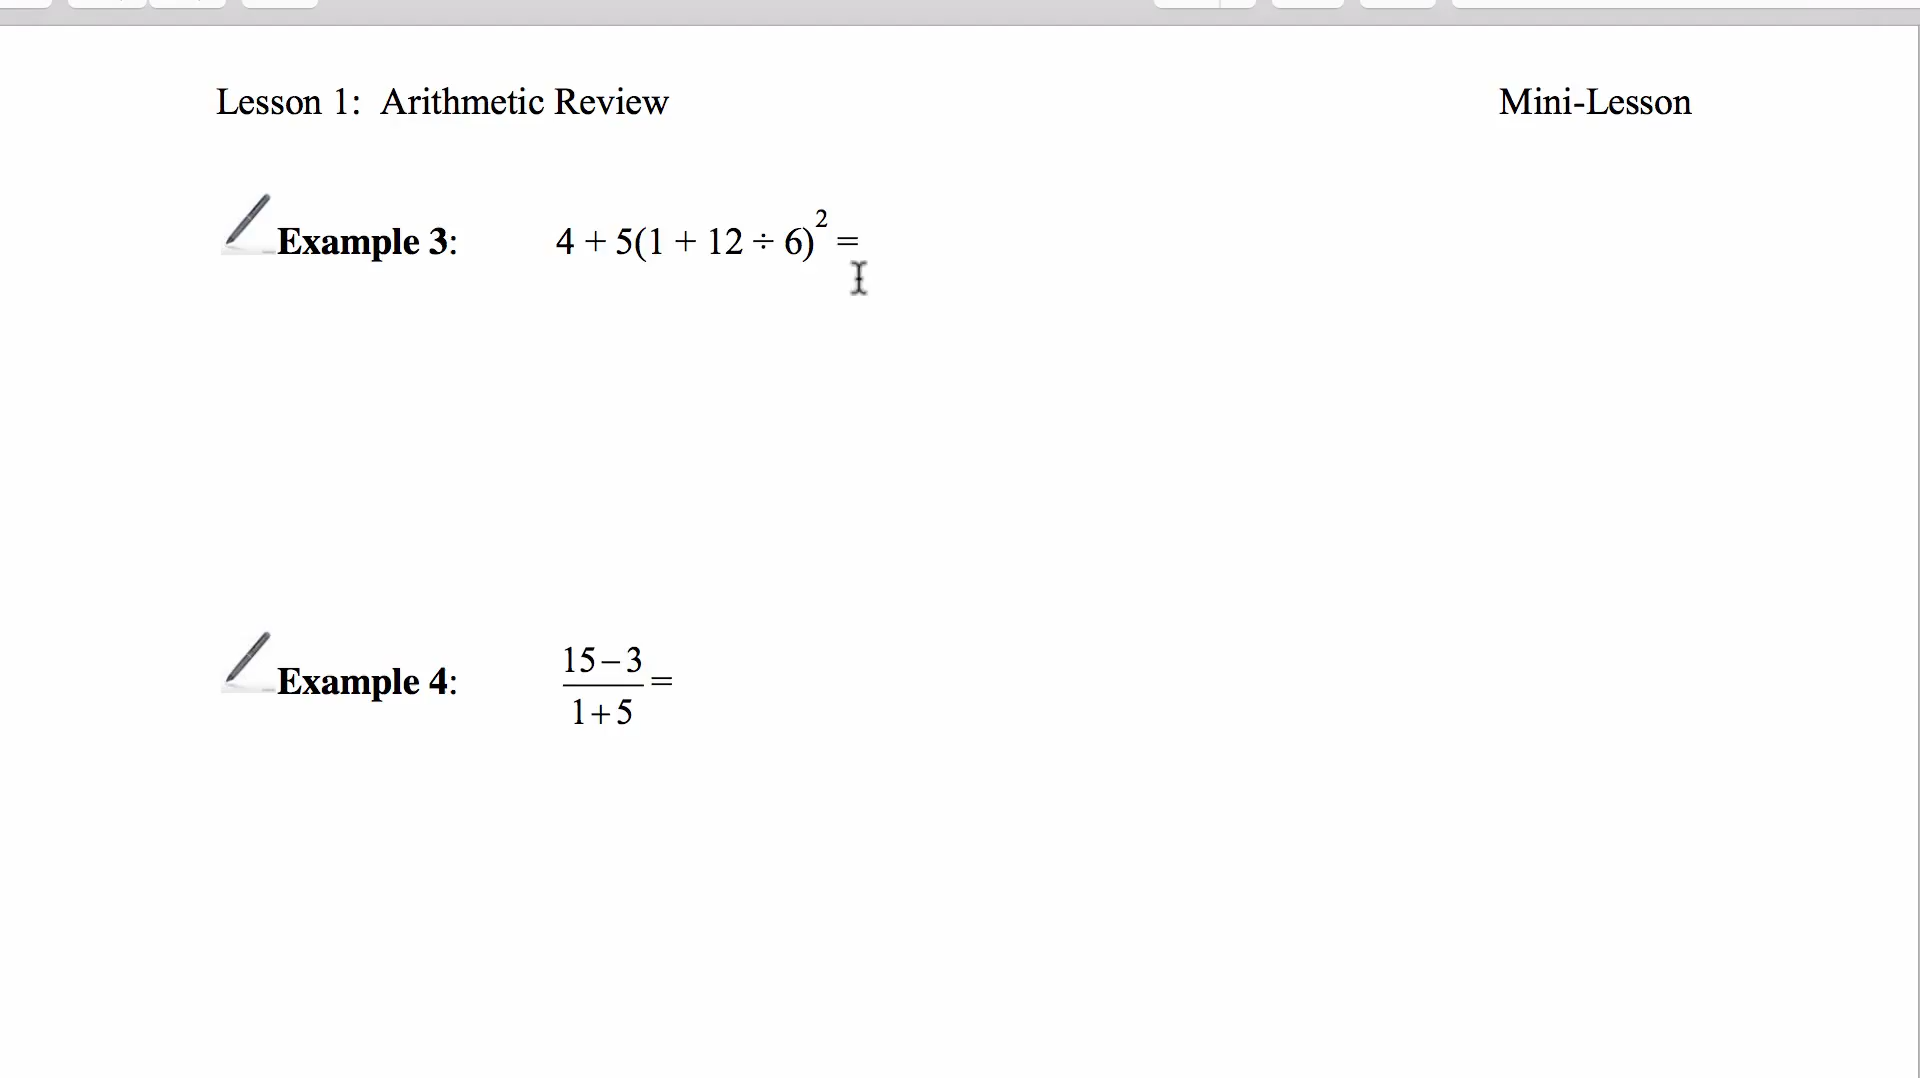 Lesson 1: Arithmetic Review Mini-Lesson
Example 3: 4 + 5(1 + 12 ÷ 6)² =
Example 4: 15 − 3
1 + 5 =